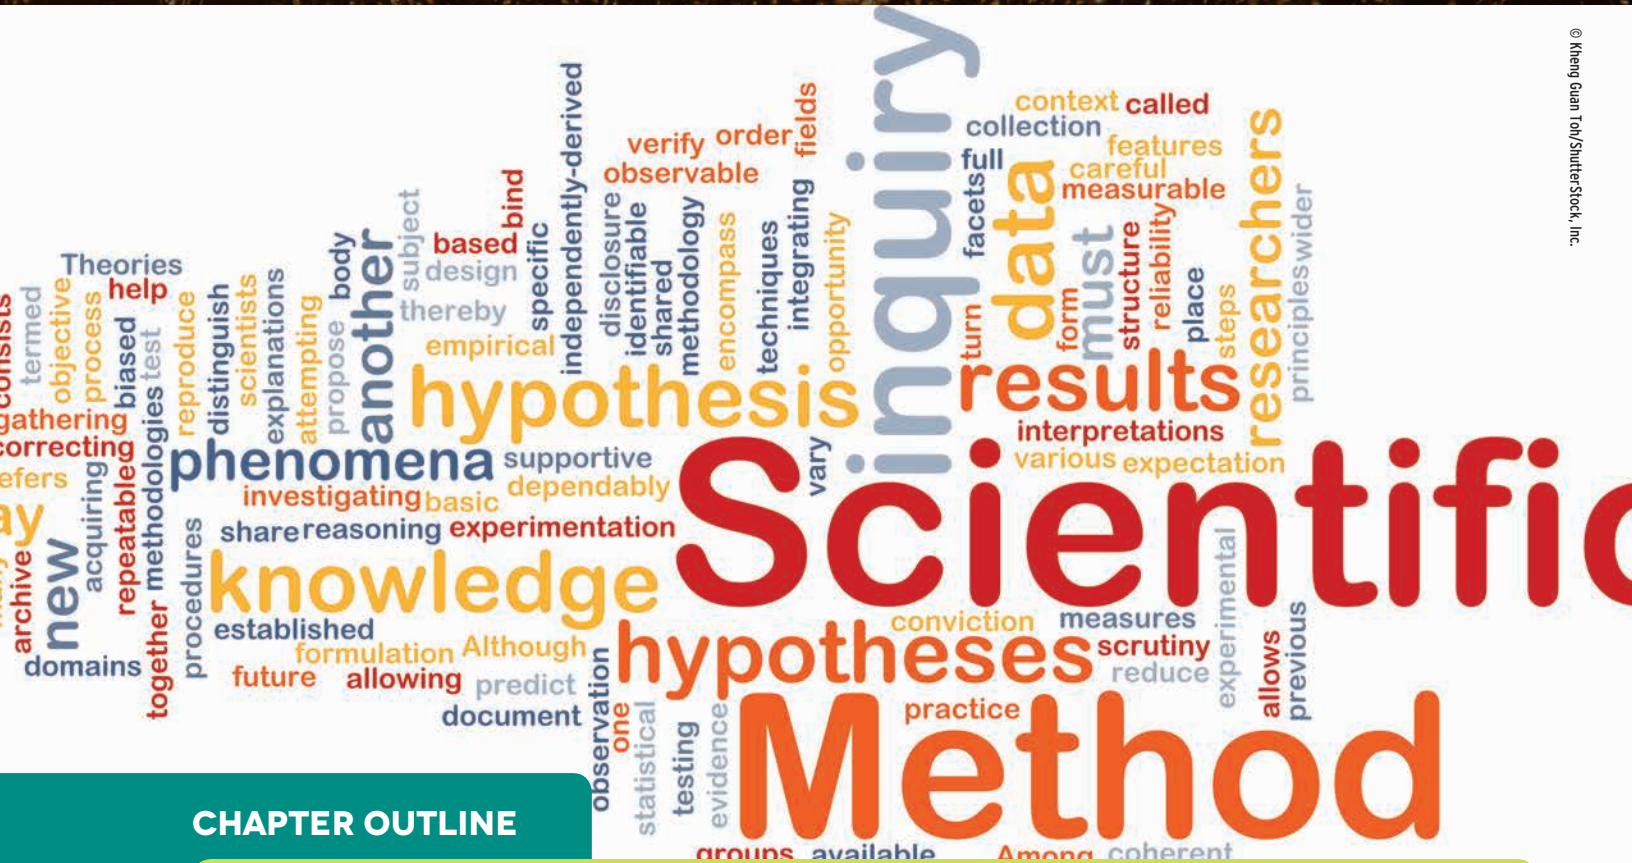 © Kheng Guan Toh/ShutterStock, Inc.
inquiry
context called
collection
features
full
careful
measurable
facets
data
must
structure
reliability
place
steps
researchers
principles
wider
turn
form
results
interpretations
various expectation
fields
verify order
observable
independently-derived
bind
specific
disclosure
identifiable
shared
methodology
encompass
techniques
integrating
opportunity
subject
based
design
thereby
empirical
body
another
propose
attempting
explanations
scientists
distinguish
reproduce
Theories
help
termed
objective
process
biased
test
gathering
hypothesis
phenomena
supportive
dependably
vary
investigating basic
share reasoning experimentation
methodologies
repeatable
acquiring
new
archive
domains
together
procedures
knowledge
established
formulation Although
future allowing predict
document
Scientific
hypotheses
conviction measures
scrutiny
reduce
experimental
allows
previous
observation
one
statistical
testing
evidence
practice
Method
groups available Among coherent
CHAPTER OUTLINE